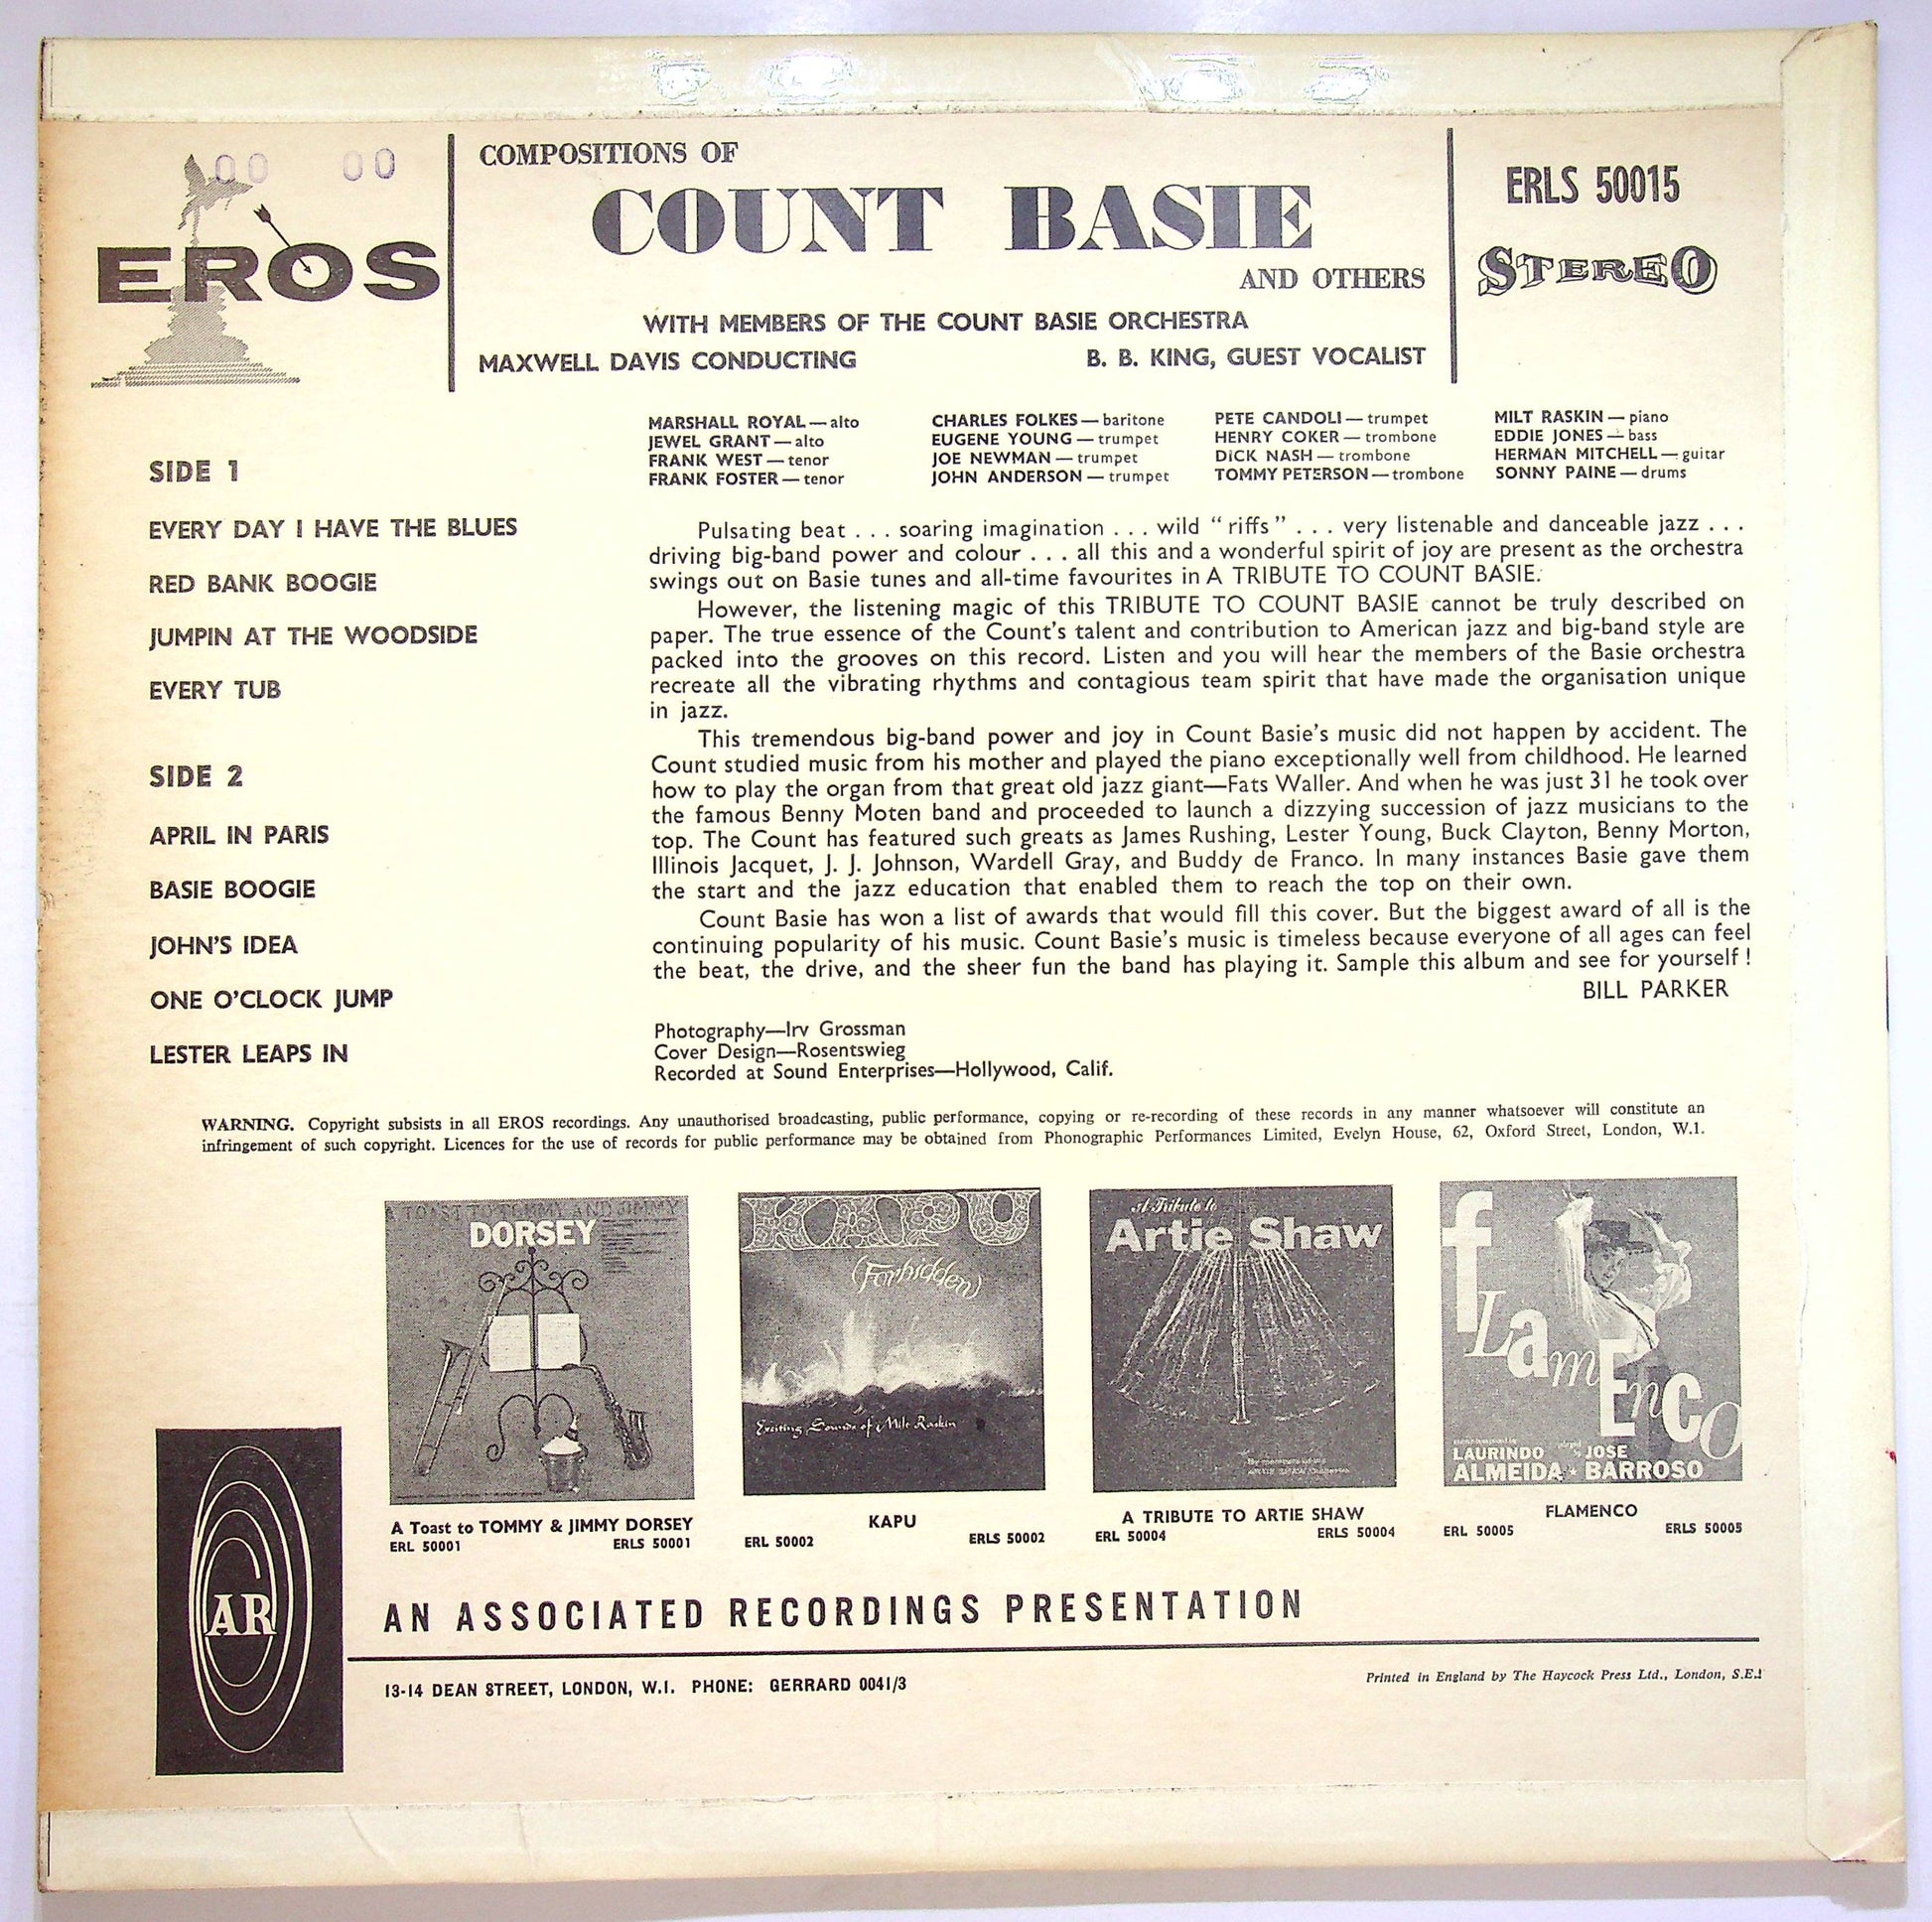 00 00
EROS
COMPOSITIONS OF
COUNT BASIE
AND OTHERS
WITH MEMBERS OF THE COUNT BASIE ORCHESTRA
MAXWELL DAVIS CONDUCTING
B. B. KING, GUEST VOCALIST
ERLS 50015
STEREO
MARSHALL ROYAL — alto
JEWEL GRANT — alto
FRANK WEST — tenor
FRANK FOSTER — tenor
CHARLES FOLKES — baritone
EUGENE YOUNG — trumpet
JOE NEWMAN — trumpet
JOHN ANDERSON — trumpet
PETE CANDOLI — trumpet
HENRY COKER — trombone
DICK NASH — trombone
TOMMY PETERSON — trombone
MILT RASKIN — piano
EDDIE JONES — bass
HERMAN MITCHELL — guitar
SONNY PAINE — drums
SIDE 1
EVERY DAY I HAVE THE BLUES
RED BANK BOOGIE
JUMPIN AT THE WOODSIDE
EVERY TUB
SIDE 2
APRIL IN PARIS
BASIE BOOGIE
JOHN'S IDEA
ONE O'CLOCK JUMP
LESTER LEAPS IN
Pulsating beat . . . soaring imagination . . . wild “ riffs ” . . . very listenable and danceable jazz . . .
driving big-band power and colour . . . all this and a wonderful spirit of joy are present as the orchestra
swings out on Basie tunes and all-time favourites in A TRIBUTE TO COUNT BASIE.
However, the listening magic of this TRIBUTE TO COUNT BASIE cannot be truly described on
paper. The true essence of the Count's talent and contribution to American jazz and big-band style are
packed into the grooves on this record. Listen and you will hear the members of the Basie orchestra
recreate all the vibrating rhythms and contagious team spirit that have made the organisation unique
in jazz.
This tremendous big-band power and joy in Count Basie's music did not happen by accident. The
Count studied music from his mother and played the piano exceptionally well from childhood. He learned
how to play the organ from that great old jazz giant—Fats Waller. And when he was just 31 he took over
the famous Benny Moten band and proceeded to launch a dizzying succession of jazz musicians to the
top. The Count has featured such greats as James Rushing, Lester Young, Buck Clayton, Benny Morton,
Illinois Jacquet, J. J. Johnson, Wardell Gray, and Buddy de Franco. In many instances Basie gave them
the start and the jazz education that enabled them to reach the top on their own.
Count Basie has won a list of awards that would fill this cover. But the biggest award of all is the
continuing popularity of his music. Count Basie's music is timeless because everyone of all ages can feel
the beat, the drive, and the sheer fun the band has playing it. Sample this album and see for yourself !
BILL PARKER
Photography—Irv Grossman
Cover Design—Rosentswieg
Recorded at Sound Enterprises—Hollywood, Calif.
WARNING. Copyright subsists in all EROS recordings. Any unauthorised broadcasting, public performance, copying or re-recording of these records in any manner whatsoever will constitute an
infringement of such copyright. Licences for the use of records for public performance may be obtained from Phonographic Performances Limited, Evelyn House, 62, Oxford Street, London, W.1.
A TOAST TO TOMMY AND JIMMY
DORSEY
KAPU
(Forbidden)
Exciting Sounds of Milt Raskin
A Tribute to
Artie Shaw
By members of the
ARTIE SHAW Orchestra
fLamEncO
LAURINDO
ALMEIDA
JOSE
BARROSO
A Toast to TOMMY & JIMMY DORSEY
ERL 50001 ERLS 50001
KAPU
ERL 50002 ERLS 50002
A TRIBUTE TO ARTIE SHAW
ERL 50004 ERLS 50004
FLAMENCO
ERL 50005 ERLS 50005
AR
AN ASSOCIATED RECORDINGS PRESENTATION
13-14 DEAN STREET, LONDON, W.I. PHONE: GERRARD 0041/3
Printed in England by The Haycock Press Ltd., London, S.E.1